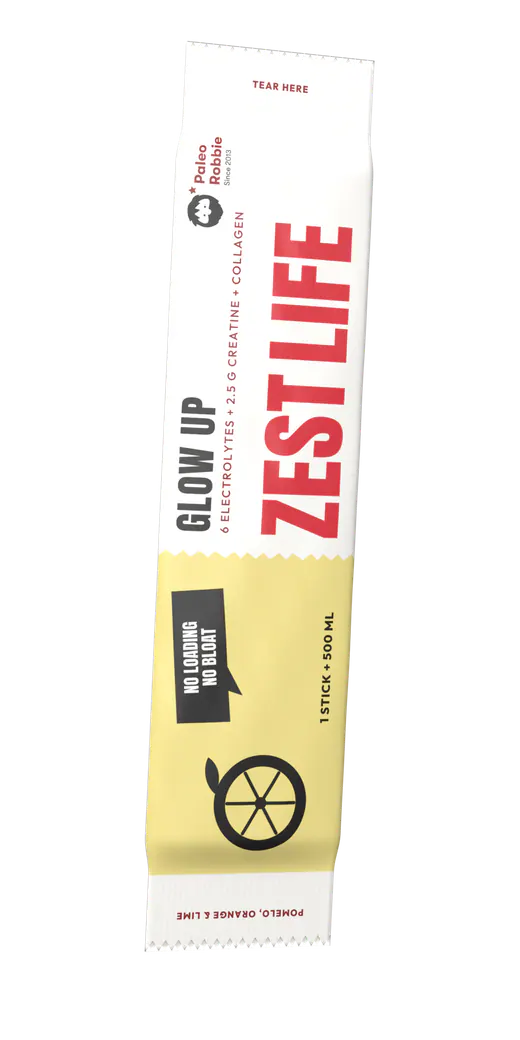 TEAR HERE
Paleo
Robbie
Since 2013
GLOW UP
6 ELECTROLYTES + 2.5 G CREATINE + COLLAGEN
ZEST LIFE
NO LOADING
NO BLOAT
1 STICK + 500 ML
POMELO, ORANGE & LIME